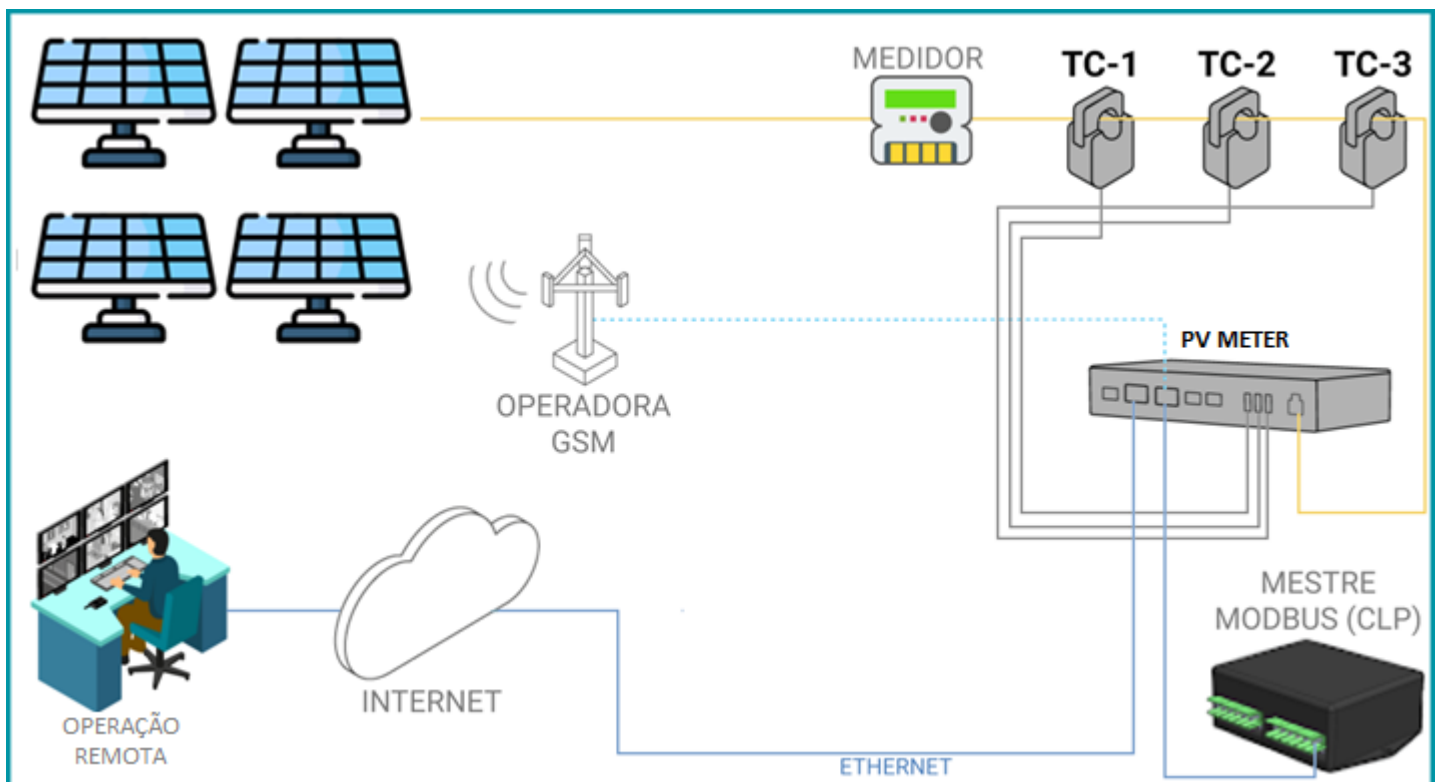 MEDIDOR
TC-1
TC-2
TC-3
PV METER
OPERADORA
GSM
MESTRE
MODBUS (CLP)
INTERNET
OPERAÇÃO
REMOTA
ETHERNET